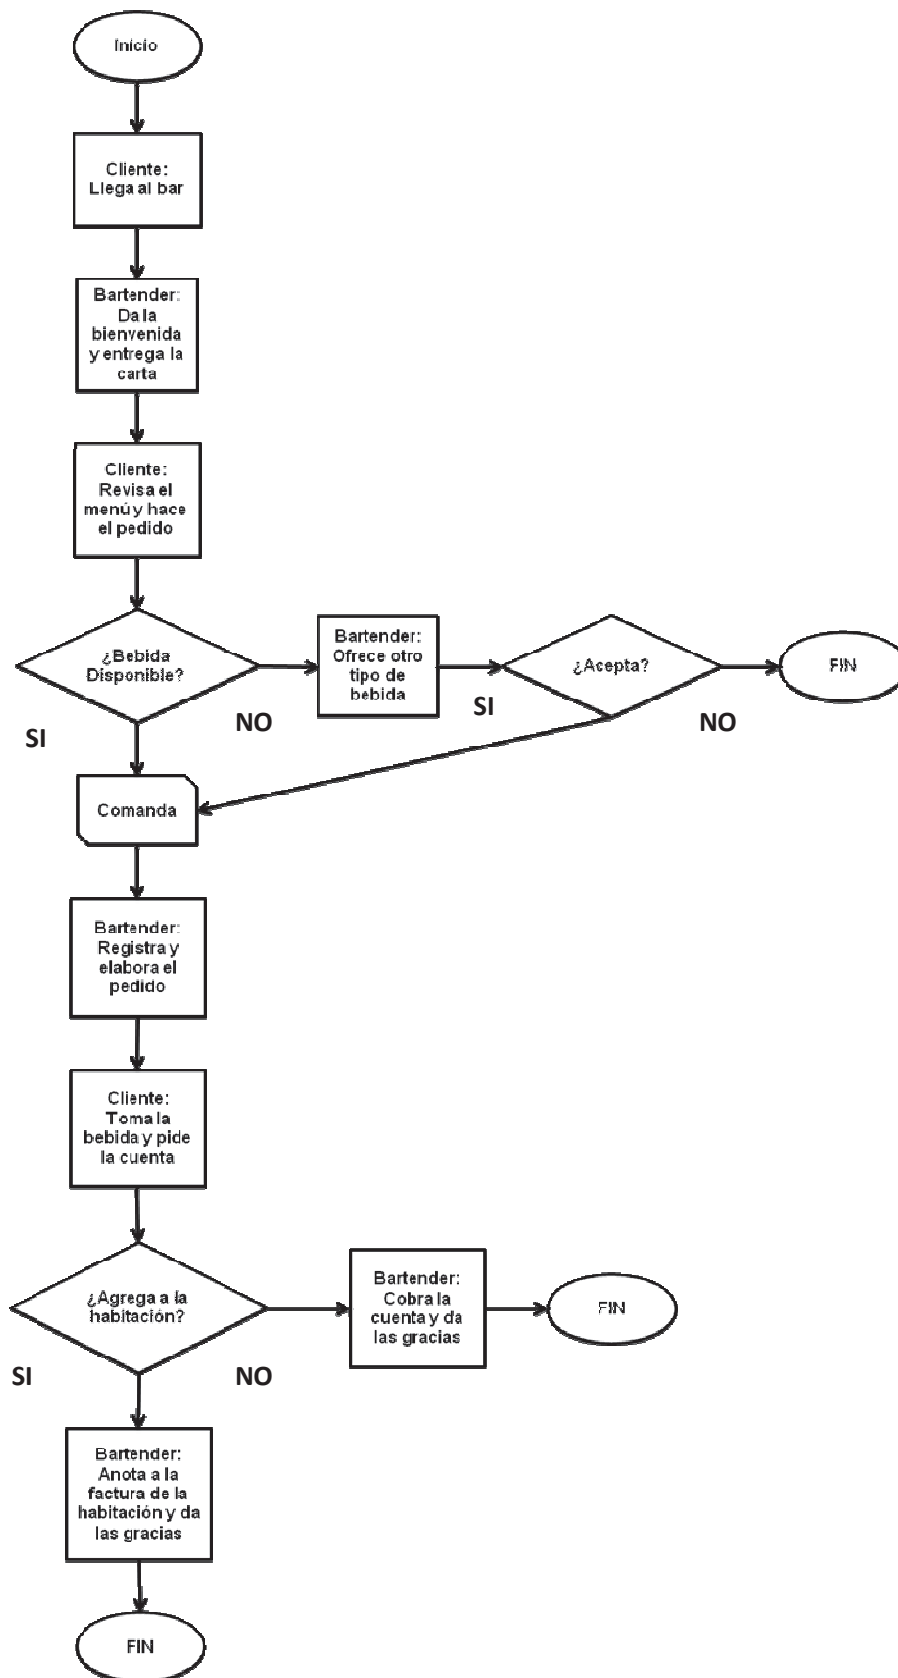 Inicio
Cliente:
Llega al bar
Bartender:
Da la
bienvenida
y entrega la
carta
Cliente:
Revisa el
menú y hace
el pedido
¿Bebida
Disponible?
Bartender:
Ofrece otro
tipo de
bebida
¿Acepta?
FIN
SI
NO
SI
NO
Comanda
Bartender:
Registra y
elabora el
pedido
Cliente:
Toma la
bebida y pide
la cuenta
¿Agrega a la
habitación?
Bartender:
Cobra la
cuenta y da
las gracias
FIN
SI
NO
Bartender:
Anota a la
factura de la
habitación y da
las gracias
FIN